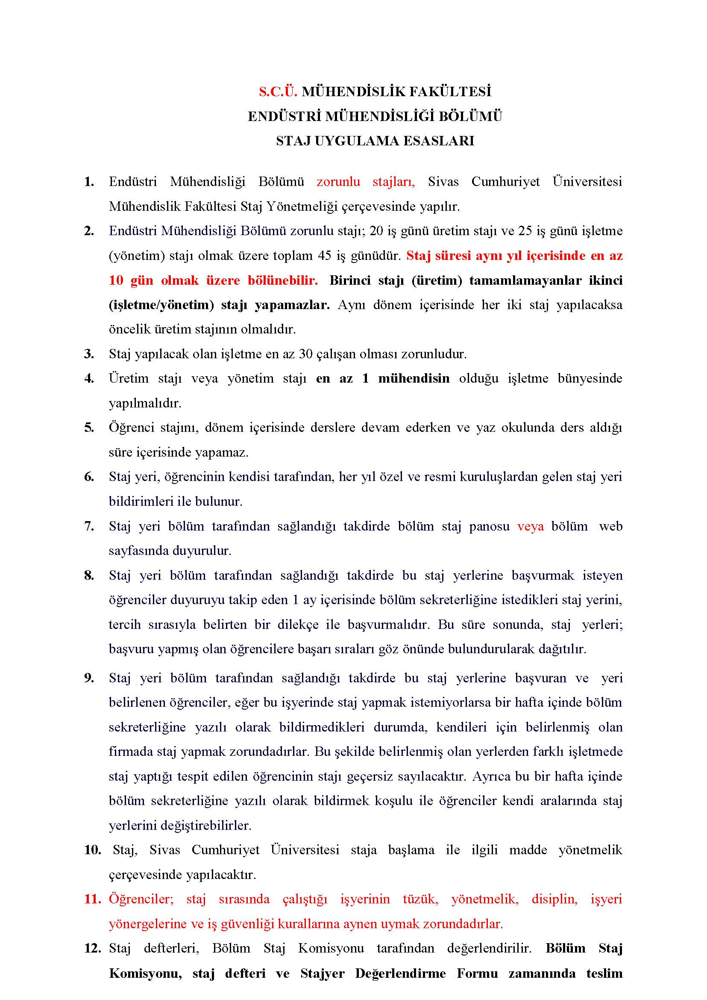 S.C.Ü. MÜHENDİSLİK FAKÜLTESİ
ENDÜSTRİ MÜHENDİSLİĞİ BÖLÜMÜ
STAJ UYGULAMA ESASLARI
1. Endüstri Mühendisliği Bölümü zorunlu stajları, Sivas Cumhuriyet Üniversitesi
Mühendislik Fakültesi Staj Yönetmeliği çerçevesinde yapılır.
2. Endüstri Mühendisliği Bölümü zorunlu stajı; 20 iş günü üretim stajı ve 25 iş günü işletme
(yönetim) stajı olmak üzere toplam 45 iş günüdür. Staj süresi aynı yıl içerisinde en az
10 gün olmak üzere bölünebilir. Birinci stajı (üretim) tamamlamayanlar ikinci
(işletme/yönetim) stajı yapamazlar. Aynı dönem içerisinde her iki staj yapılacaksa
öncelik üretim stajının olmalıdır.
3. Staj yapılacak olan işletme en az 30 çalışan olması zorunludur.
4. Üretim stajı veya yönetim stajı en az 1 mühendisin olduğu işletme bünyesinde
yapılmalıdır.
5. Öğrenci stajını, dönem içerisinde derslere devam ederken ve yaz okulunda ders aldığı
süre içerisinde yapamaz.
6. Staj yeri, öğrencinin kendisi tarafından, her yıl özel ve resmi kuruluşlardan gelen staj yeri
bildirimleri ile bulunur.
7. Staj yeri bölüm tarafından sağlandığı takdirde bölüm staj panosu veya bölüm web
sayfasında duyurulur.
8. Staj yeri bölüm tarafından sağlandığı takdirde bu staj yerlerine başvurmak isteyen
öğrenciler duyuruyu takip eden 1 ay içerisinde bölüm sekreterliğine istedikleri staj yerini,
tercih sırasıyla belirten bir dilekçe ile başvurmalıdır. Bu süre sonunda, staj yerleri;
başvuru yapmış olan öğrencilere başarı sıraları göz önünde bulundurularak dağıtılır.
9. Staj yeri bölüm tarafından sağlandığı takdirde bu staj yerlerine başvuran ve yeri
belirlenen öğrenciler, eğer bu işyerinde staj yapmak istemiyorlarsa bir hafta içinde bölüm
sekreterliğine yazılı olarak bildirmedikleri durumda, kendileri için belirlenmiş olan
firmada staj yapmak zorundadırlar. Bu şekilde belirlenmiş olan yerlerden farklı işletmede
staj yaptığı tespit edilen öğrencinin stajı geçersiz sayılacaktır. Ayrıca bu bir hafta içinde
bölüm sekreterliğine yazılı olarak bildirmek koşulu ile öğrenciler kendi aralarında staj
yerlerini değiştirebilirler.
10. Staj, Sivas Cumhuriyet Üniversitesi staja başlama ile ilgili madde yönetmelik
çerçevesinde yapılacaktır.
11. Öğrenciler; staj sırasında çalıştığı işyerinin tüzük, yönetmelik, disiplin, işyeri
yönergelerine ve iş güvenliği kurallarına aynen uymak zorundadırlar.
12. Staj defterleri, Bölüm Staj Komisyonu tarafından değerlendirilir. Bölüm Staj
Komisyonu, staj defteri ve Stajyer Değerlendirme Formu zamanında teslim